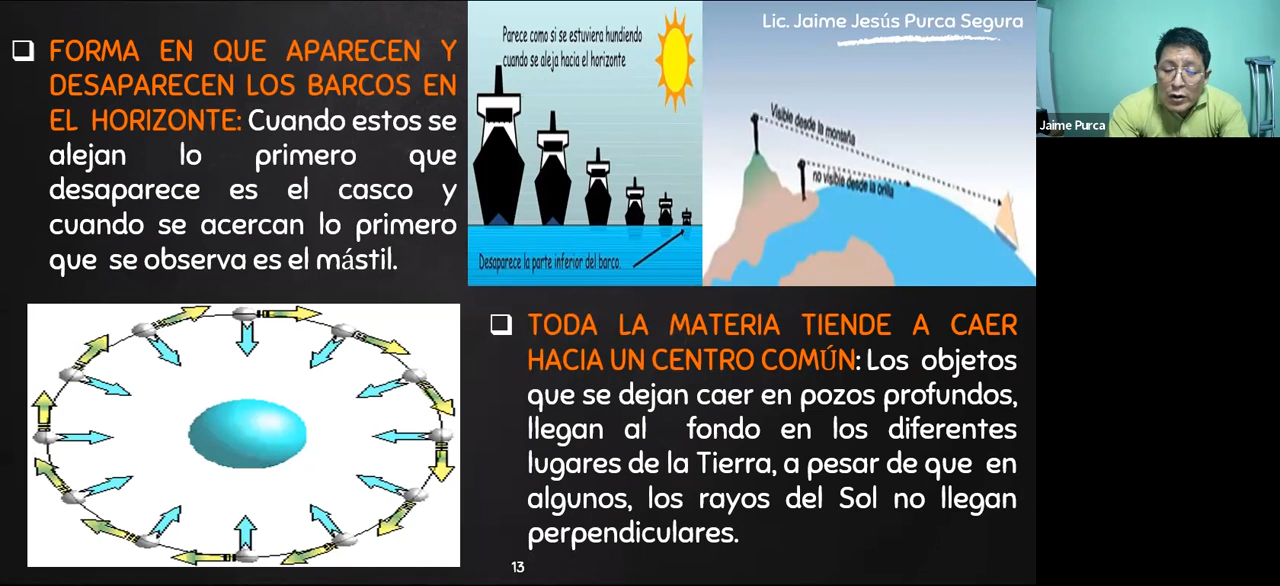 FORMA EN QUE APARECEN Y
DESAPARECEN LOS BARCOS EN
EL HORIZONTE: Cuando estos se
alejan lo primero que
desaparece es el casco y
cuando se acercan lo primero
que se observa es el mástil.
Parece como si se estuviera hundiendo
cuando se aleja hacia el horizonte
Desaparece la parte inferior del barco.
Lic. Jaime Jesús Purca Segura
Visible desde la montaña
no visible desde la orilla
Jaime Purca
TODA LA MATERIA TIENDE A CAER
HACIA UN CENTRO COMÚN: Los objetos
que se dejan caer en pozos profundos,
llegan al fondo en los diferentes
lugares de la Tierra, a pesar de que en
algunos, los rayos del Sol no llegan
perpendiculares.
13